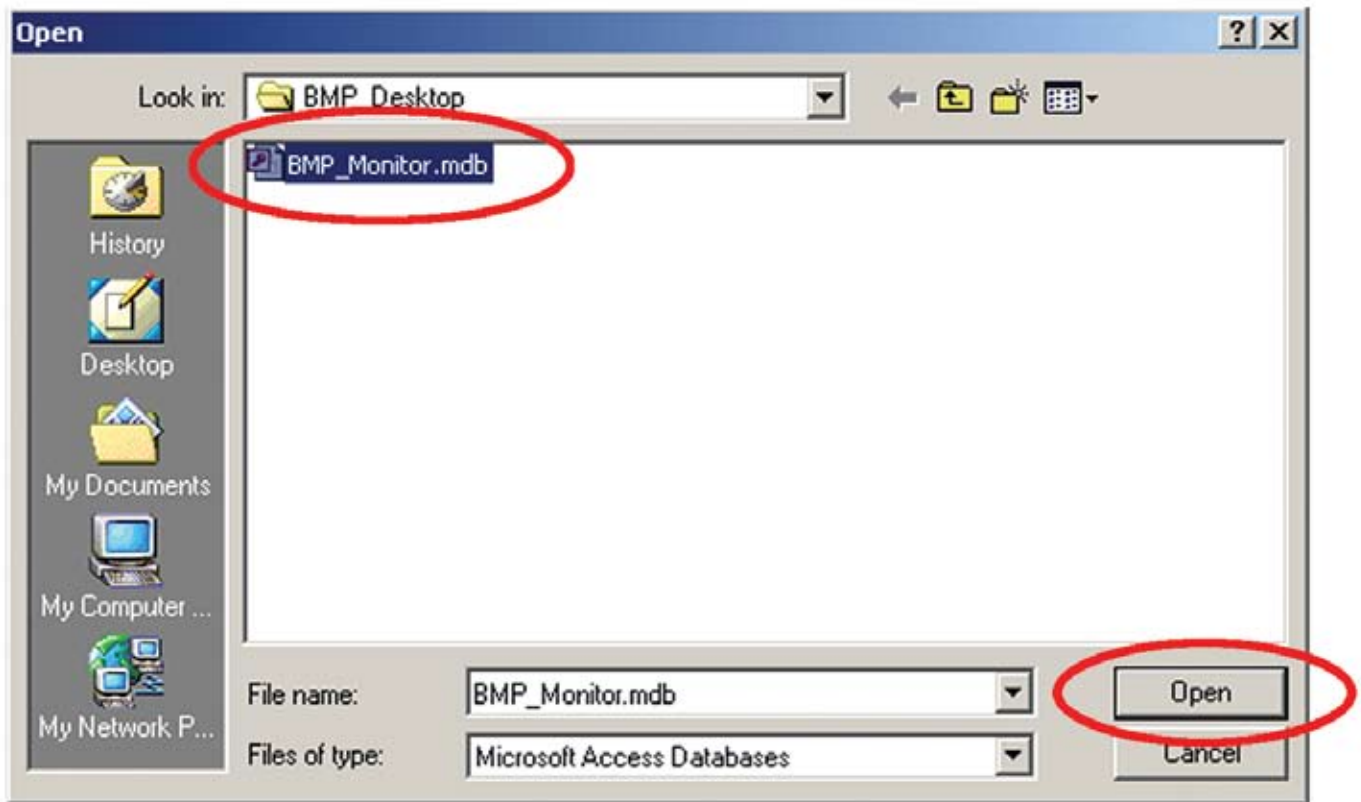 Open
Look in: BMP_Desktop
BMP_Monitor.mdb
History
Desktop
My Documents
My Computer ...
My Network P...
File name: BMP_Monitor.mdb Open
Files of type: Microsoft Access Databases Cancel